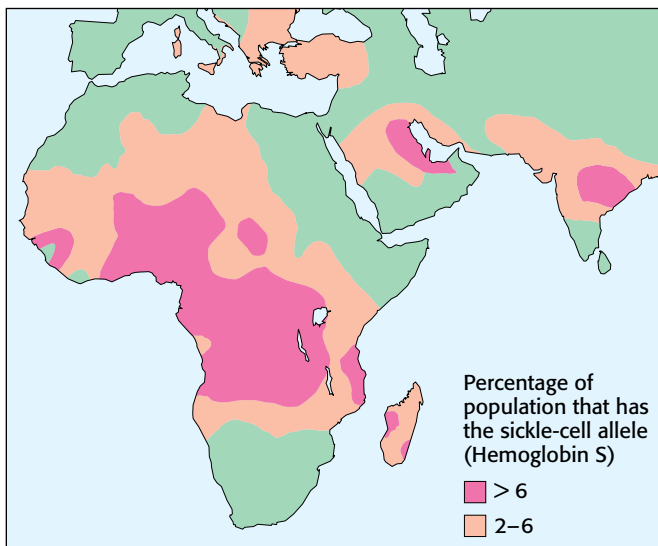 Percentage of
population that has
the sickle-cell allele
(Hemoglobin S)
> 6
2–6